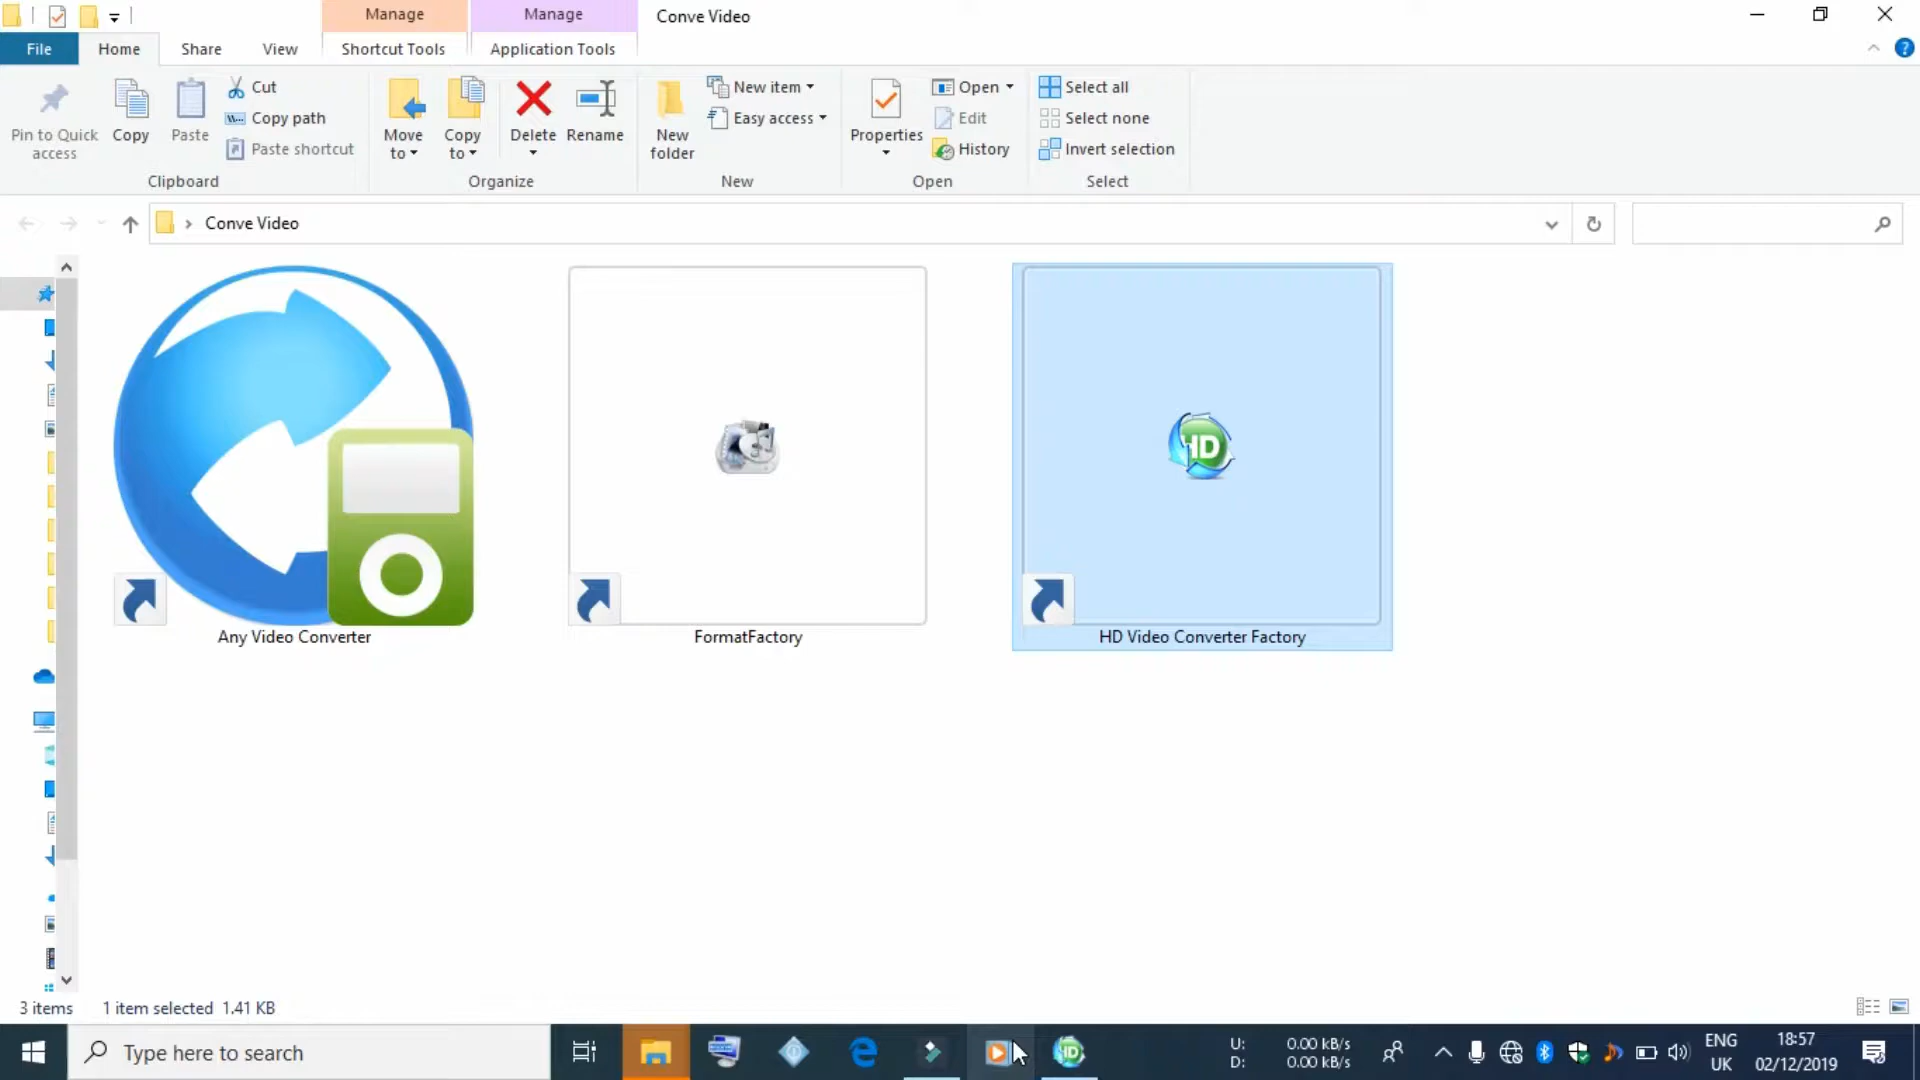 Manage
Manage
Conve Video
File
Home
Share
View
Shortcut Tools
Application Tools
Pin to Quick
access
Copy
Paste
Cut
Copy path
Paste shortcut
Clipboard
Move
to
Copy
to
Delete
Rename
Organize
New
folder
New item
Easy access
New
Properties
Open
Edit
History
Open
Select all
Select none
Invert selection
Select
Conve Video
HD
Any Video Converter
FormatFactory
HD Video Converter Factory
3 items
1 item selected 1.41 KB
Type here to search
HD
U: 0.00 kB/s
D: 0.00 kB/s
ENG
UK
18:57
02/12/2019